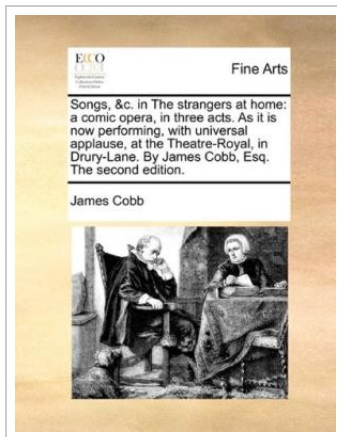 ECCO
Fine Arts
Songs, &c. in The strangers at home:
a comic opera, in three acts. As it is
now performing, with universal
applause, at the Theatre-Royal, in
Drury-Lane. By James Cobb, Esq.
The second edition.
James Cobb